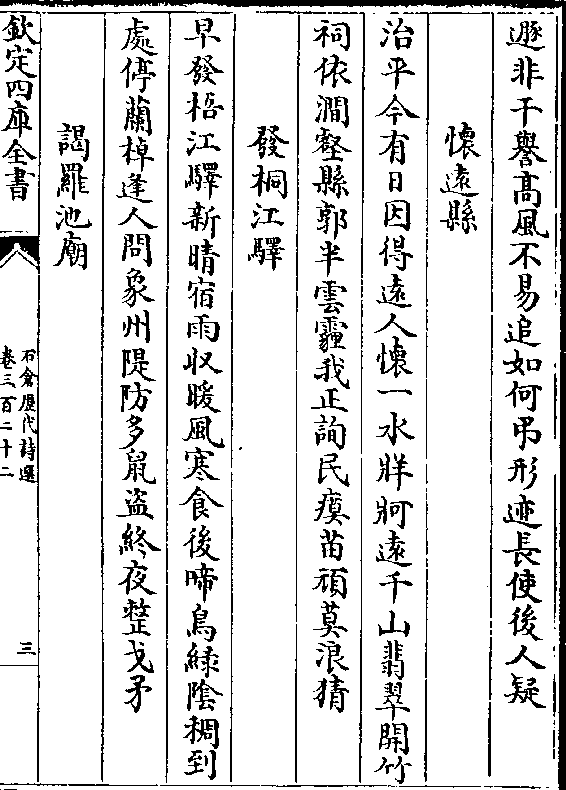 遯非干譽髙風不易追如何弔形迹長使後人疑
懷遠縣
治平今有日因得遠人懷一水牂牁遠千山翡翠開竹
祠依澗壑縣郭半雲霾我正詢民瘼苗頑莫浪猜
發桐江驛
早發梧江驛新晴宿雨收暖風寒食後啼鳥綠陰稠到
處停蘭棹逢人問象州隄防多鼠盜終夜整戈矛
謁羅池廟
欽定四庫全書
石倉歷代詩選
卷三百二十二
三